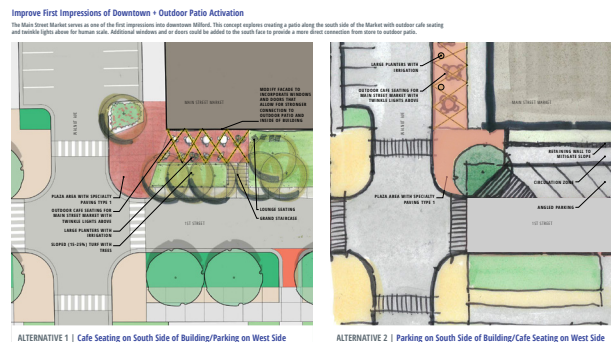 Improve First Impressions of Downtown + Outdoor Patio Activation
The Main Street Market serves as one of the first impressions into downtown Milford. This concept explores creating a patio along the south side of the Market with outdoor cafe seating
and twinkle lights above for human scale. Additional windows and or doors could be added to the south face to provide a more direct connection from store to outdoor patio.
MAIN STREET MARKET
MODIFY FACADE TO
INCORPORATE WINDOWS
AND DOORS THAT
ALLOW FOR STRONGER
CONNECTION TO
OUTDOOR PATIO AND
INSIDE OF BUILDING.
PLAZA AREA WITH SPECIALTY
PAVING TYPE 1
OUTDOOR CAFE SEATING FOR
MAIN STREET MARKET WITH
TWINKLE LIGHTS ABOVE
LARGE PLANTERS WITH
IRRIGATION
SLOPED (15-25%) TURF WITH
TREES
LOUNGE SEATING
GRAND STAIRCASE
1ST STREET
ALTERNATIVE 1 | Cafe Seating on South Side of Building/Parking on West Side
LARGE PLANTERS WITH
IRRIGATION
OUTDOOR CAFE SEATING FOR
MAIN STREET MARKET WITH
TWINKLE LIGHTS ABOVE
MAIN STREET MARKET
RETAINING WALL TO
MITIGATE SLOPE
CIRCULATION ZONE
ANGLED PARKING
PLAZA AREA WITH SPECIALTY
PAVING TYPE 1
1ST STREET
ALTERNATIVE 2 | Parking on South Side of Building/Cafe Seating on West Side